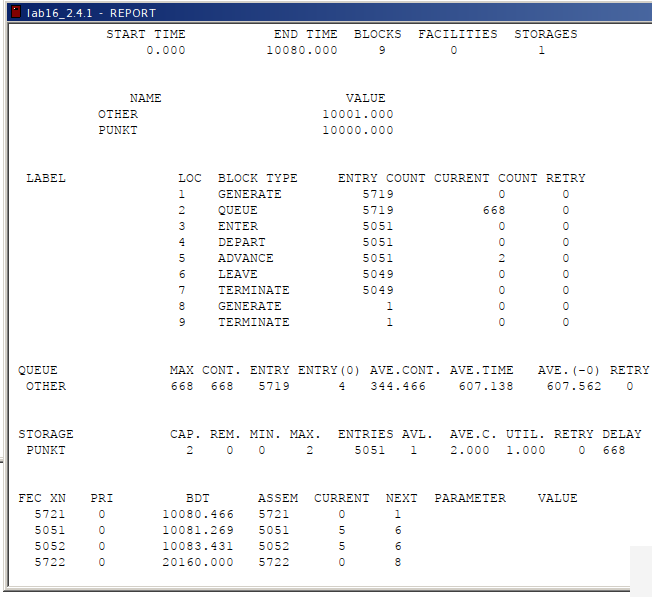 lab16_2.4.1 - REPORT
START TIME END TIME BLOCKS FACILITIES STORAGES
0.000 10080.000 9 0 1
NAME VALUE
OTHER 10001.000
PUNKT 10000.000
LABEL LOC BLOCK TYPE ENTRY COUNT CURRENT COUNT RETRY
1 GENERATE 5719 0 0
2 QUEUE 5719 668 0
3 ENTER 5051 0 0
4 DEPART 5051 0 0
5 ADVANCE 5051 2 0
6 LEAVE 5049 0 0
7 TERMINATE 5049 0 0
8 GENERATE 1 0 0
9 TERMINATE 1 0 0
QUEUE MAX CONT. ENTRY ENTRY(0) AVE.CONT. AVE.TIME AVE.(-0) RETRY
OTHER 668 668 5719 4 344.466 607.138 607.562 0
STORAGE CAP. REM. MIN. MAX. ENTRIES AVL. AVE.C. UTIL. RETRY DELAY
PUNKT 2 0 0 2 5051 1 2.000 1.000 0 668
FEC XN PRI BDT ASSEM CURRENT NEXT PARAMETER VALUE
5721 0 10080.466 5721 0 1
5051 0 10081.269 5051 5 6
5052 0 10083.431 5052 5 6
5722 0 20160.000 5722 0 8